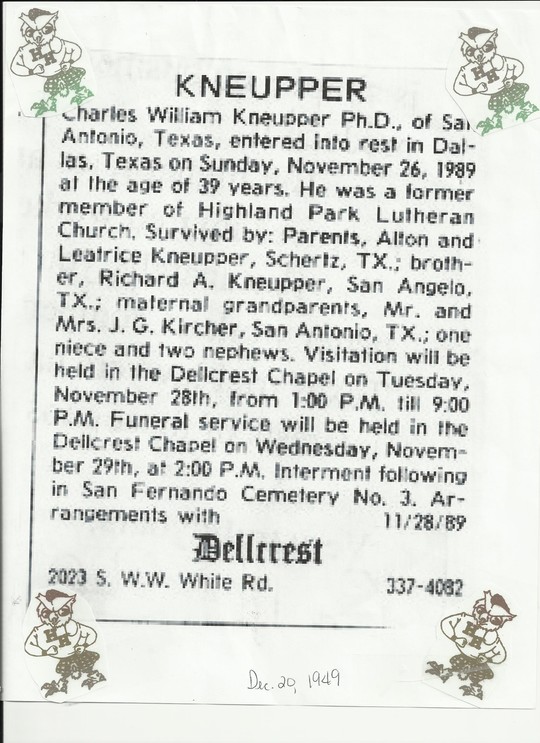 KNEUPPER
Charles William Kneupper Ph.D., of San
Antonio, Texas, entered into rest in Dal-
las, Texas on Sunday, November 26, 1989
at the age of 39 years. He was a former
member of Highland Park Lutheran
Church. Survived by: Parents, Alton and
Leatrice Kneupper, Schertz, TX.; broth-
er, Richard A. Kneupper, San Angelo,
TX.; maternal grandparents, Mr. and
Mrs. J. G. Kircher, San Antonio, TX.; one
niece and two nephews. Visitation will be
held in the Dellcrest Chapel on Tuesday,
November 28th, from 1:00 P.M. till 9:00
P.M. Funeral service will be held in the
Dellcrest Chapel on Wednesday, Novem-
ber 29th, at 2:00 P.M. Interment following
in San Fernando Cemetery No. 3. Ar-
rangements with 11/28/89
Dellcrest
2023 S. W.W. White Rd. 337-4082
Dec. 20, 1949
H H
H H
H H
H H